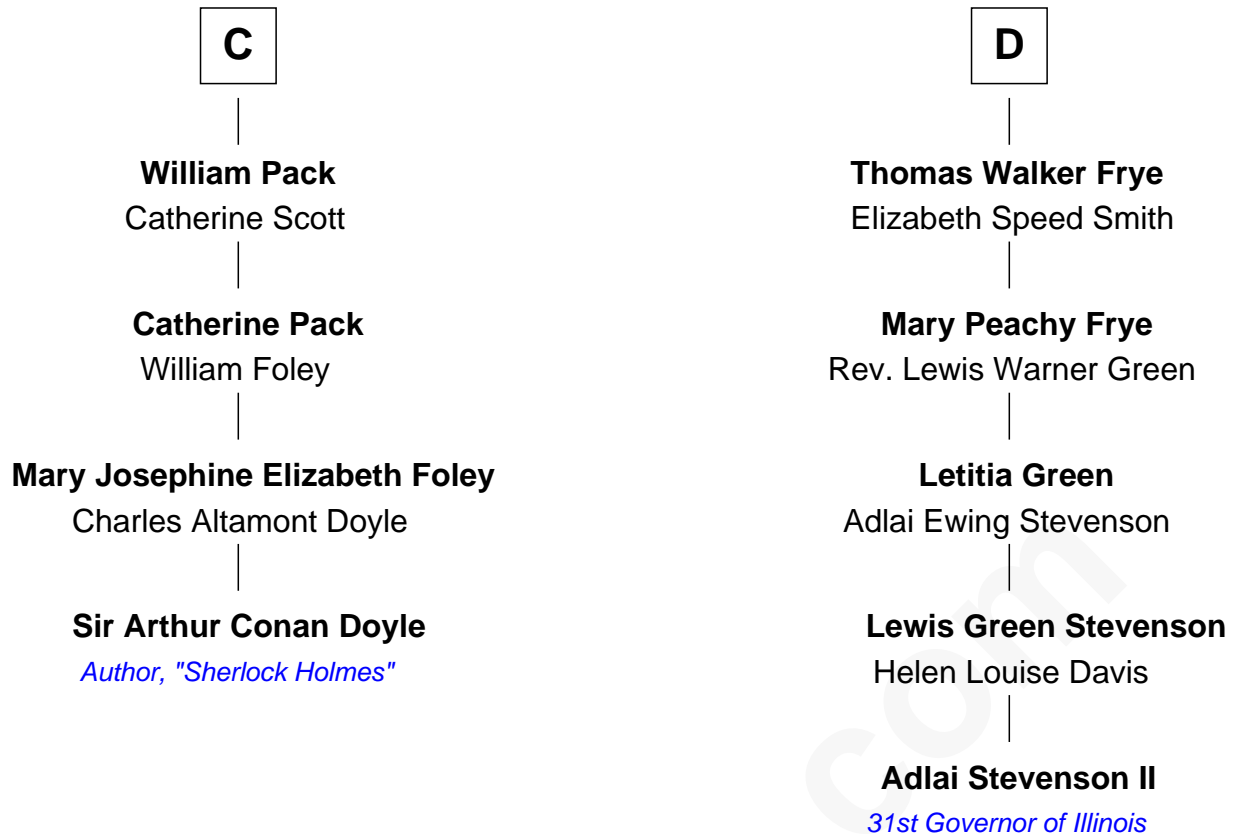 C
William Pack
Catherine Scott
Catherine Pack
William Foley
Mary Josephine Elizabeth Foley
Charles Altamont Doyle
Sir Arthur Conan Doyle
Author, "Sherlock Holmes"
D
Thomas Walker Frye
Elizabeth Speed Smith
Mary Peachy Frye
Rev. Lewis Warner Green
Letitia Green
Adlai Ewing Stevenson
Lewis Green Stevenson
Helen Louise Davis
Adlai Stevenson II
31st Governor of Illinois
com